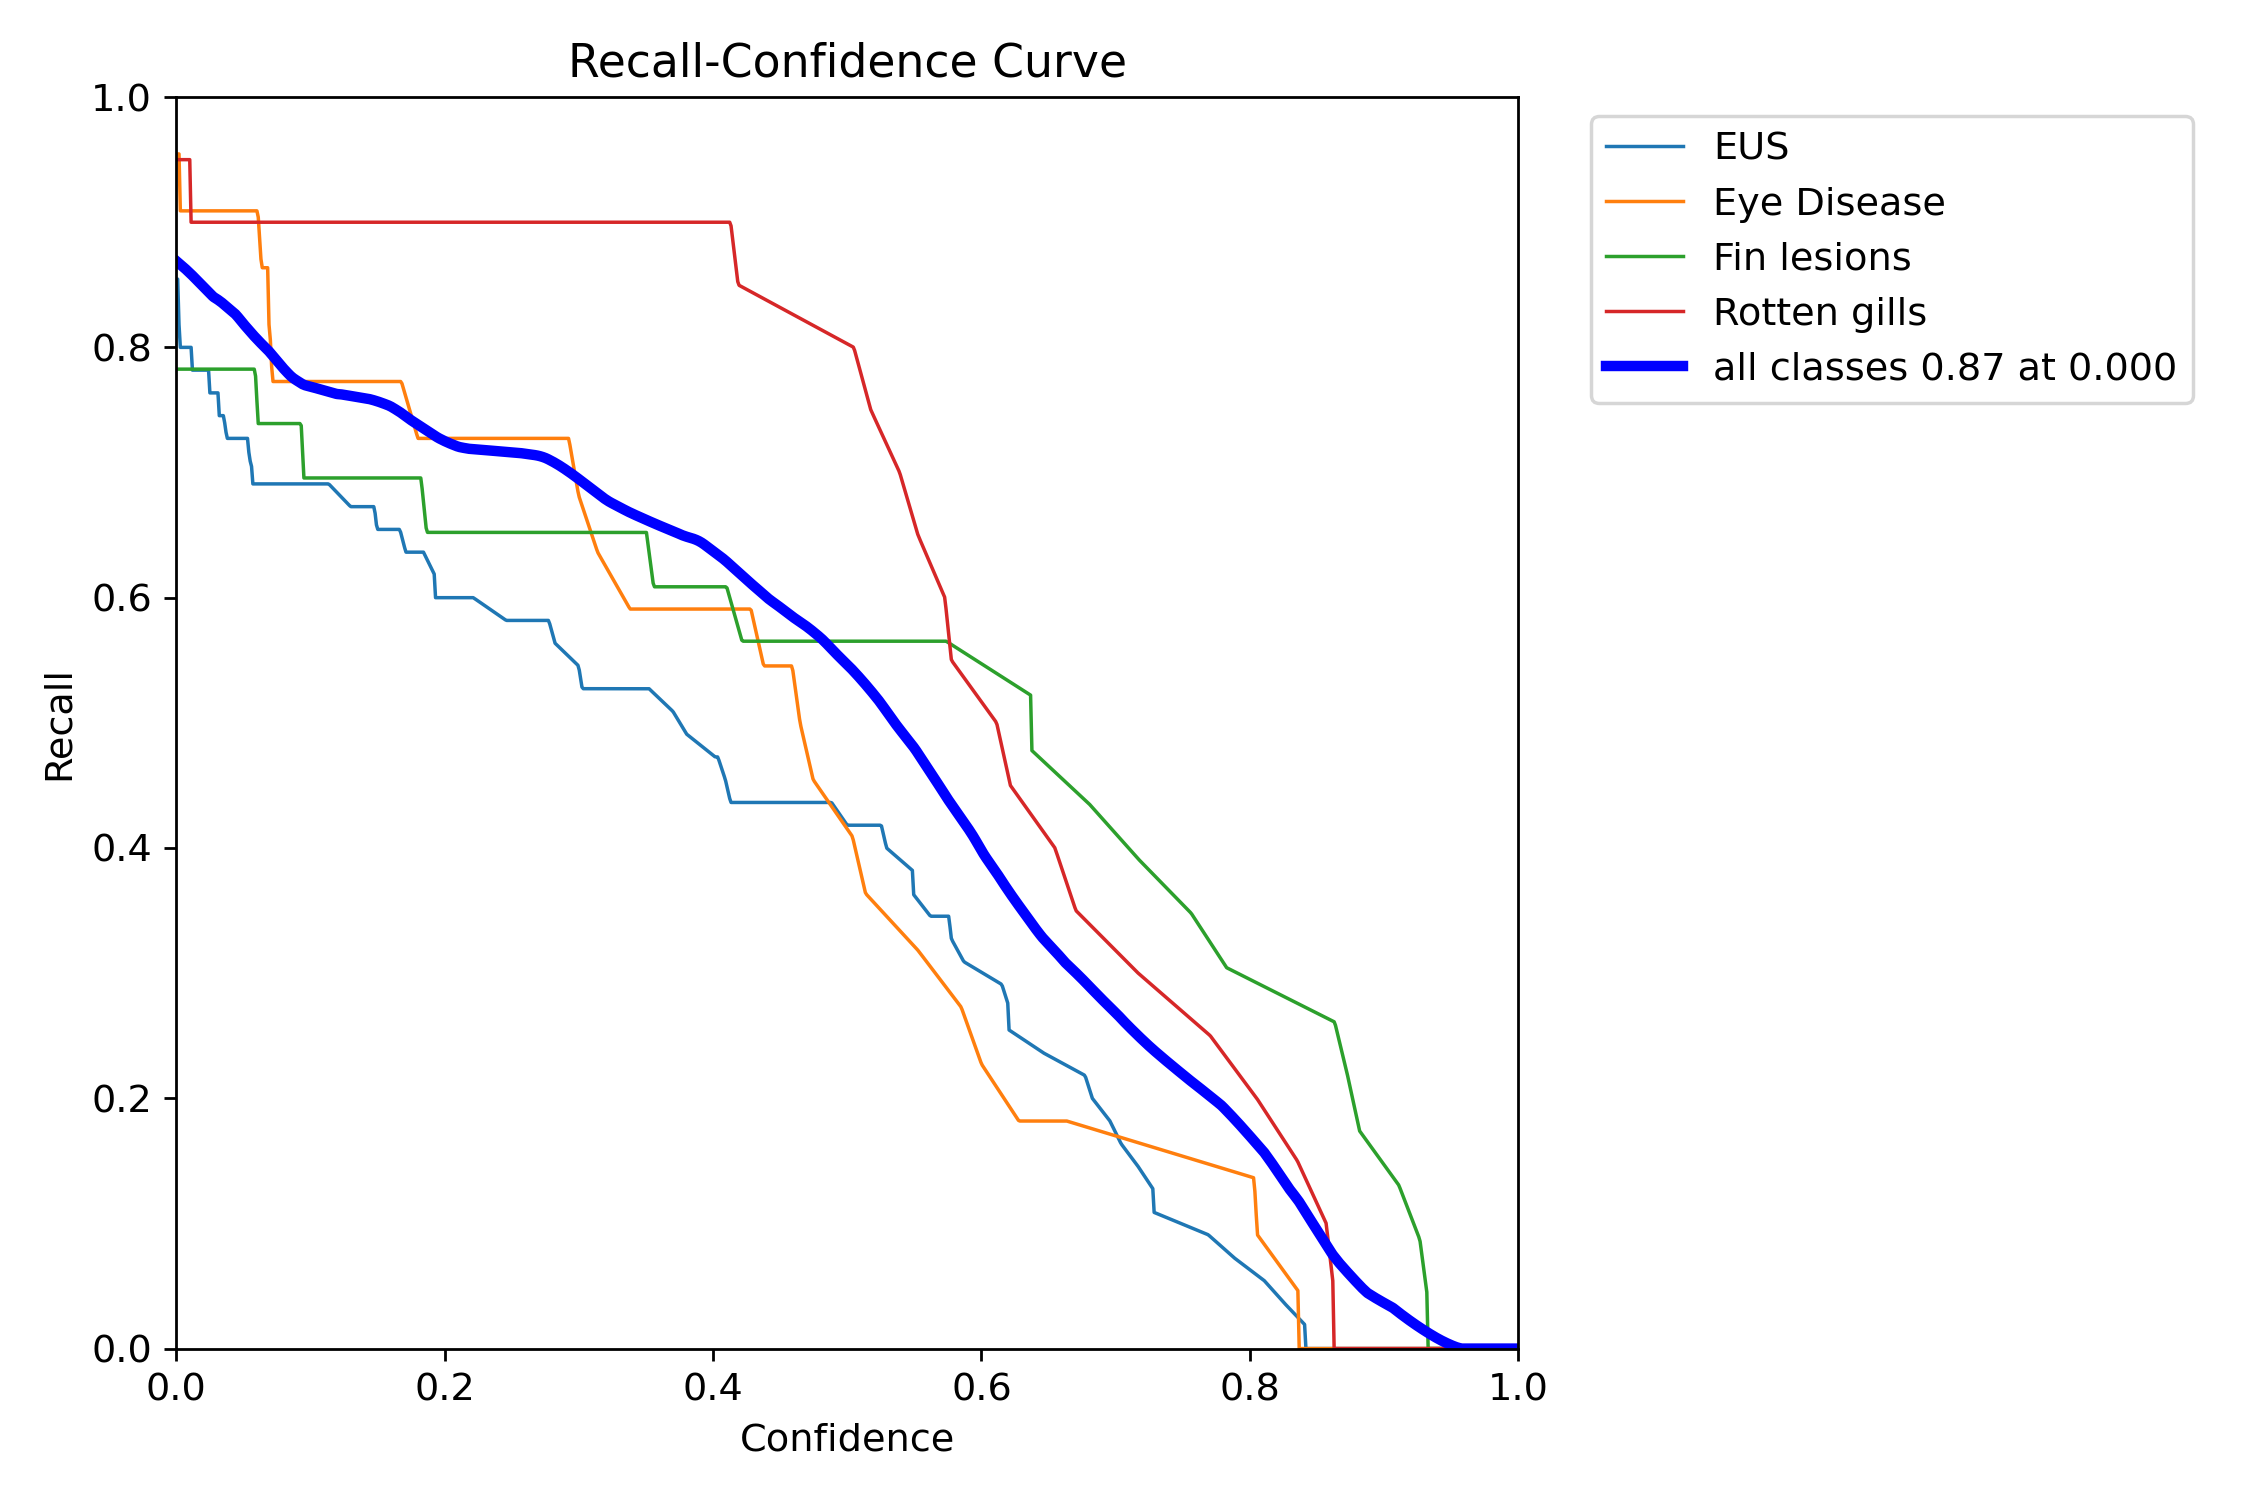 Recall-Confidence Curve
1.0
0.8
0.6
0.4
0.2
0.0
Recall
0.0 0.2 0.4 0.6 0.8 1.0
Confidence
EUS
Eye Disease
Fin lesions
Rotten gills
all classes 0.87 at 0.000